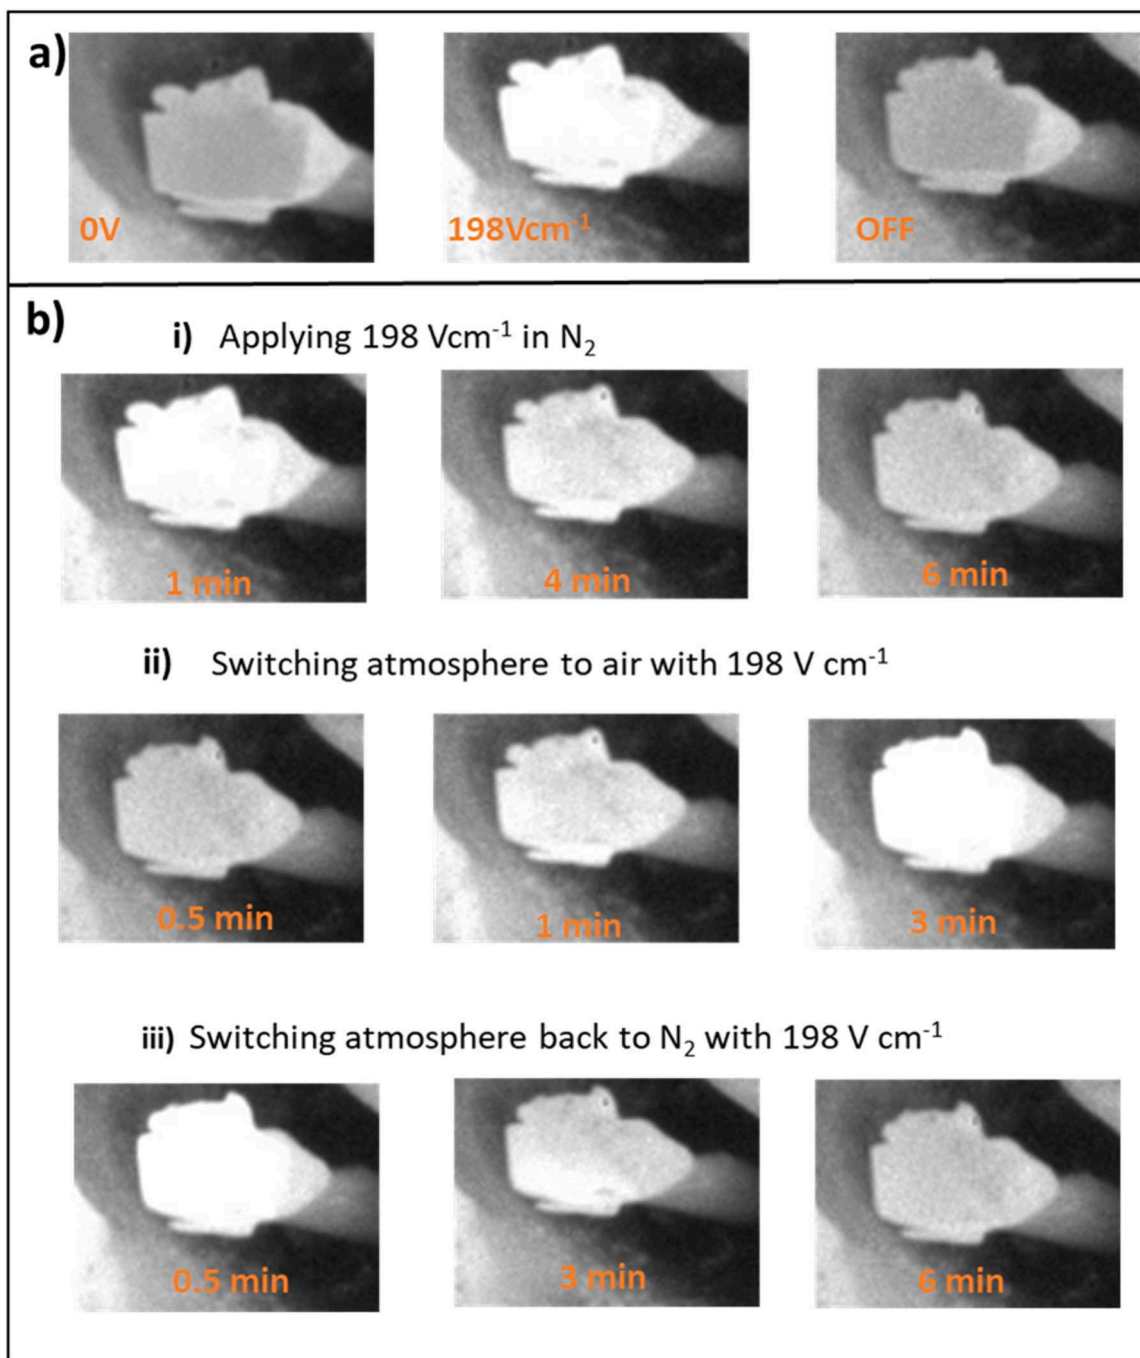 a)
0V
198Vcm⁻¹
OFF
b)
i) Applying 198 Vcm⁻¹ in N₂
1 min
4 min
6 min
ii) Switching atmosphere to air with 198 V cm⁻¹
0.5 min
1 min
3 min
iii) Switching atmosphere back to N₂ with 198 V cm⁻¹
0.5 min
3 min
6 min